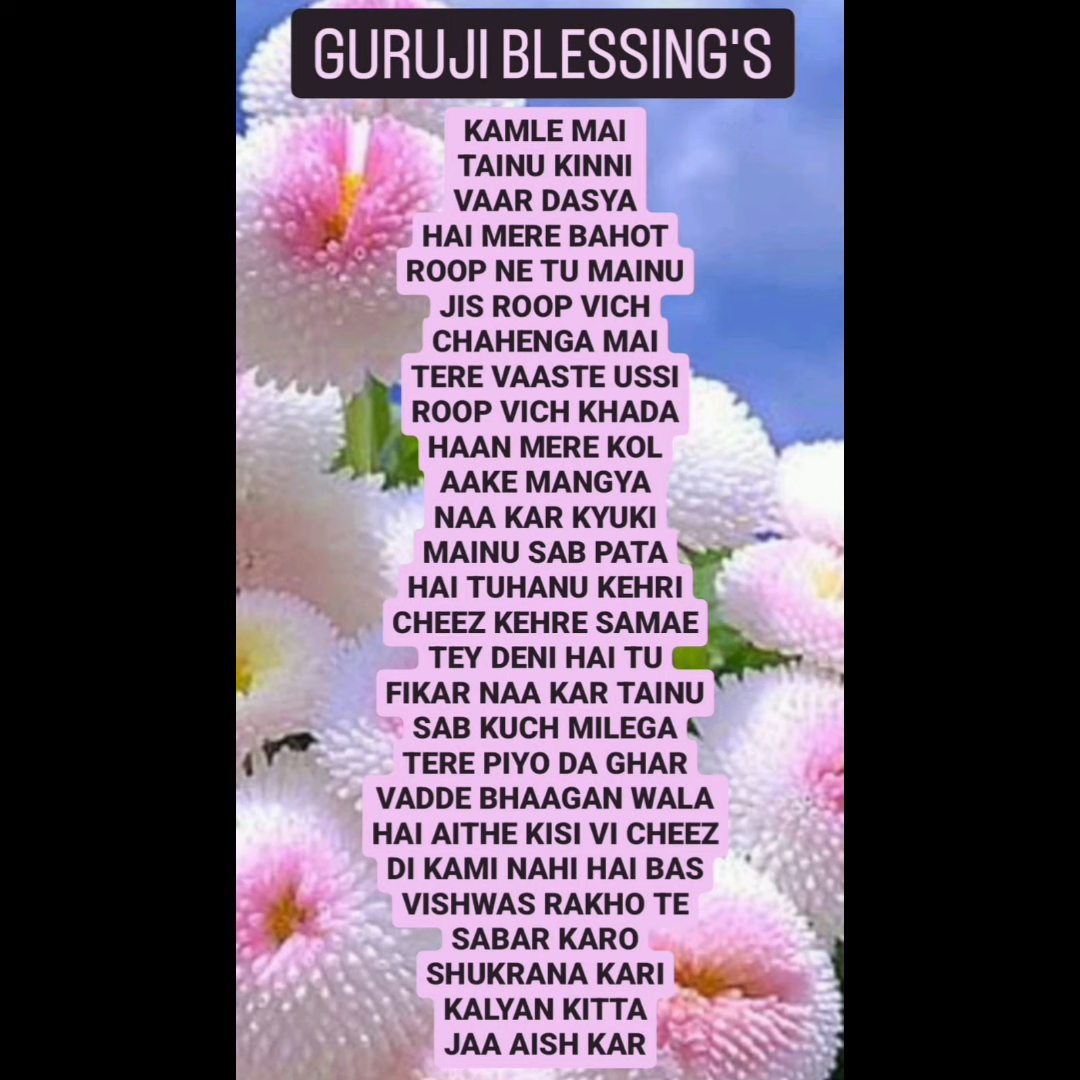 GURUJI BLESSING'S
KAMLE MAI
TAINU KINNI
VAAR DASYA
HAI MERE BAHOT
ROOP NE TU MAINU
JIS ROOP VICH
CHAHENGA MAI
TERE VAASTE USSI
ROOP VICH KHADA
HAAN MERE KOL
AAKE MANGYA
NAA KAR KYUKI
MAINU SAB PATA
HAI TUHANU KEHRI
CHEEZ KEHRE SAMAE
TEY DENI HAI TU
FIKAR NAA KAR TAINU
SAB KUCH MILEGA
TERE PIYO DA GHAR
VADDE BHAAGAN WALA
HAI AITHE KISI VI CHEEZ
DI KAMI NAHI HAI BAS
VISHWAS RAKHO TE
SABAR KARO
SHUKRANA KARI
KALYAN KITTA
JAA AISH KAR